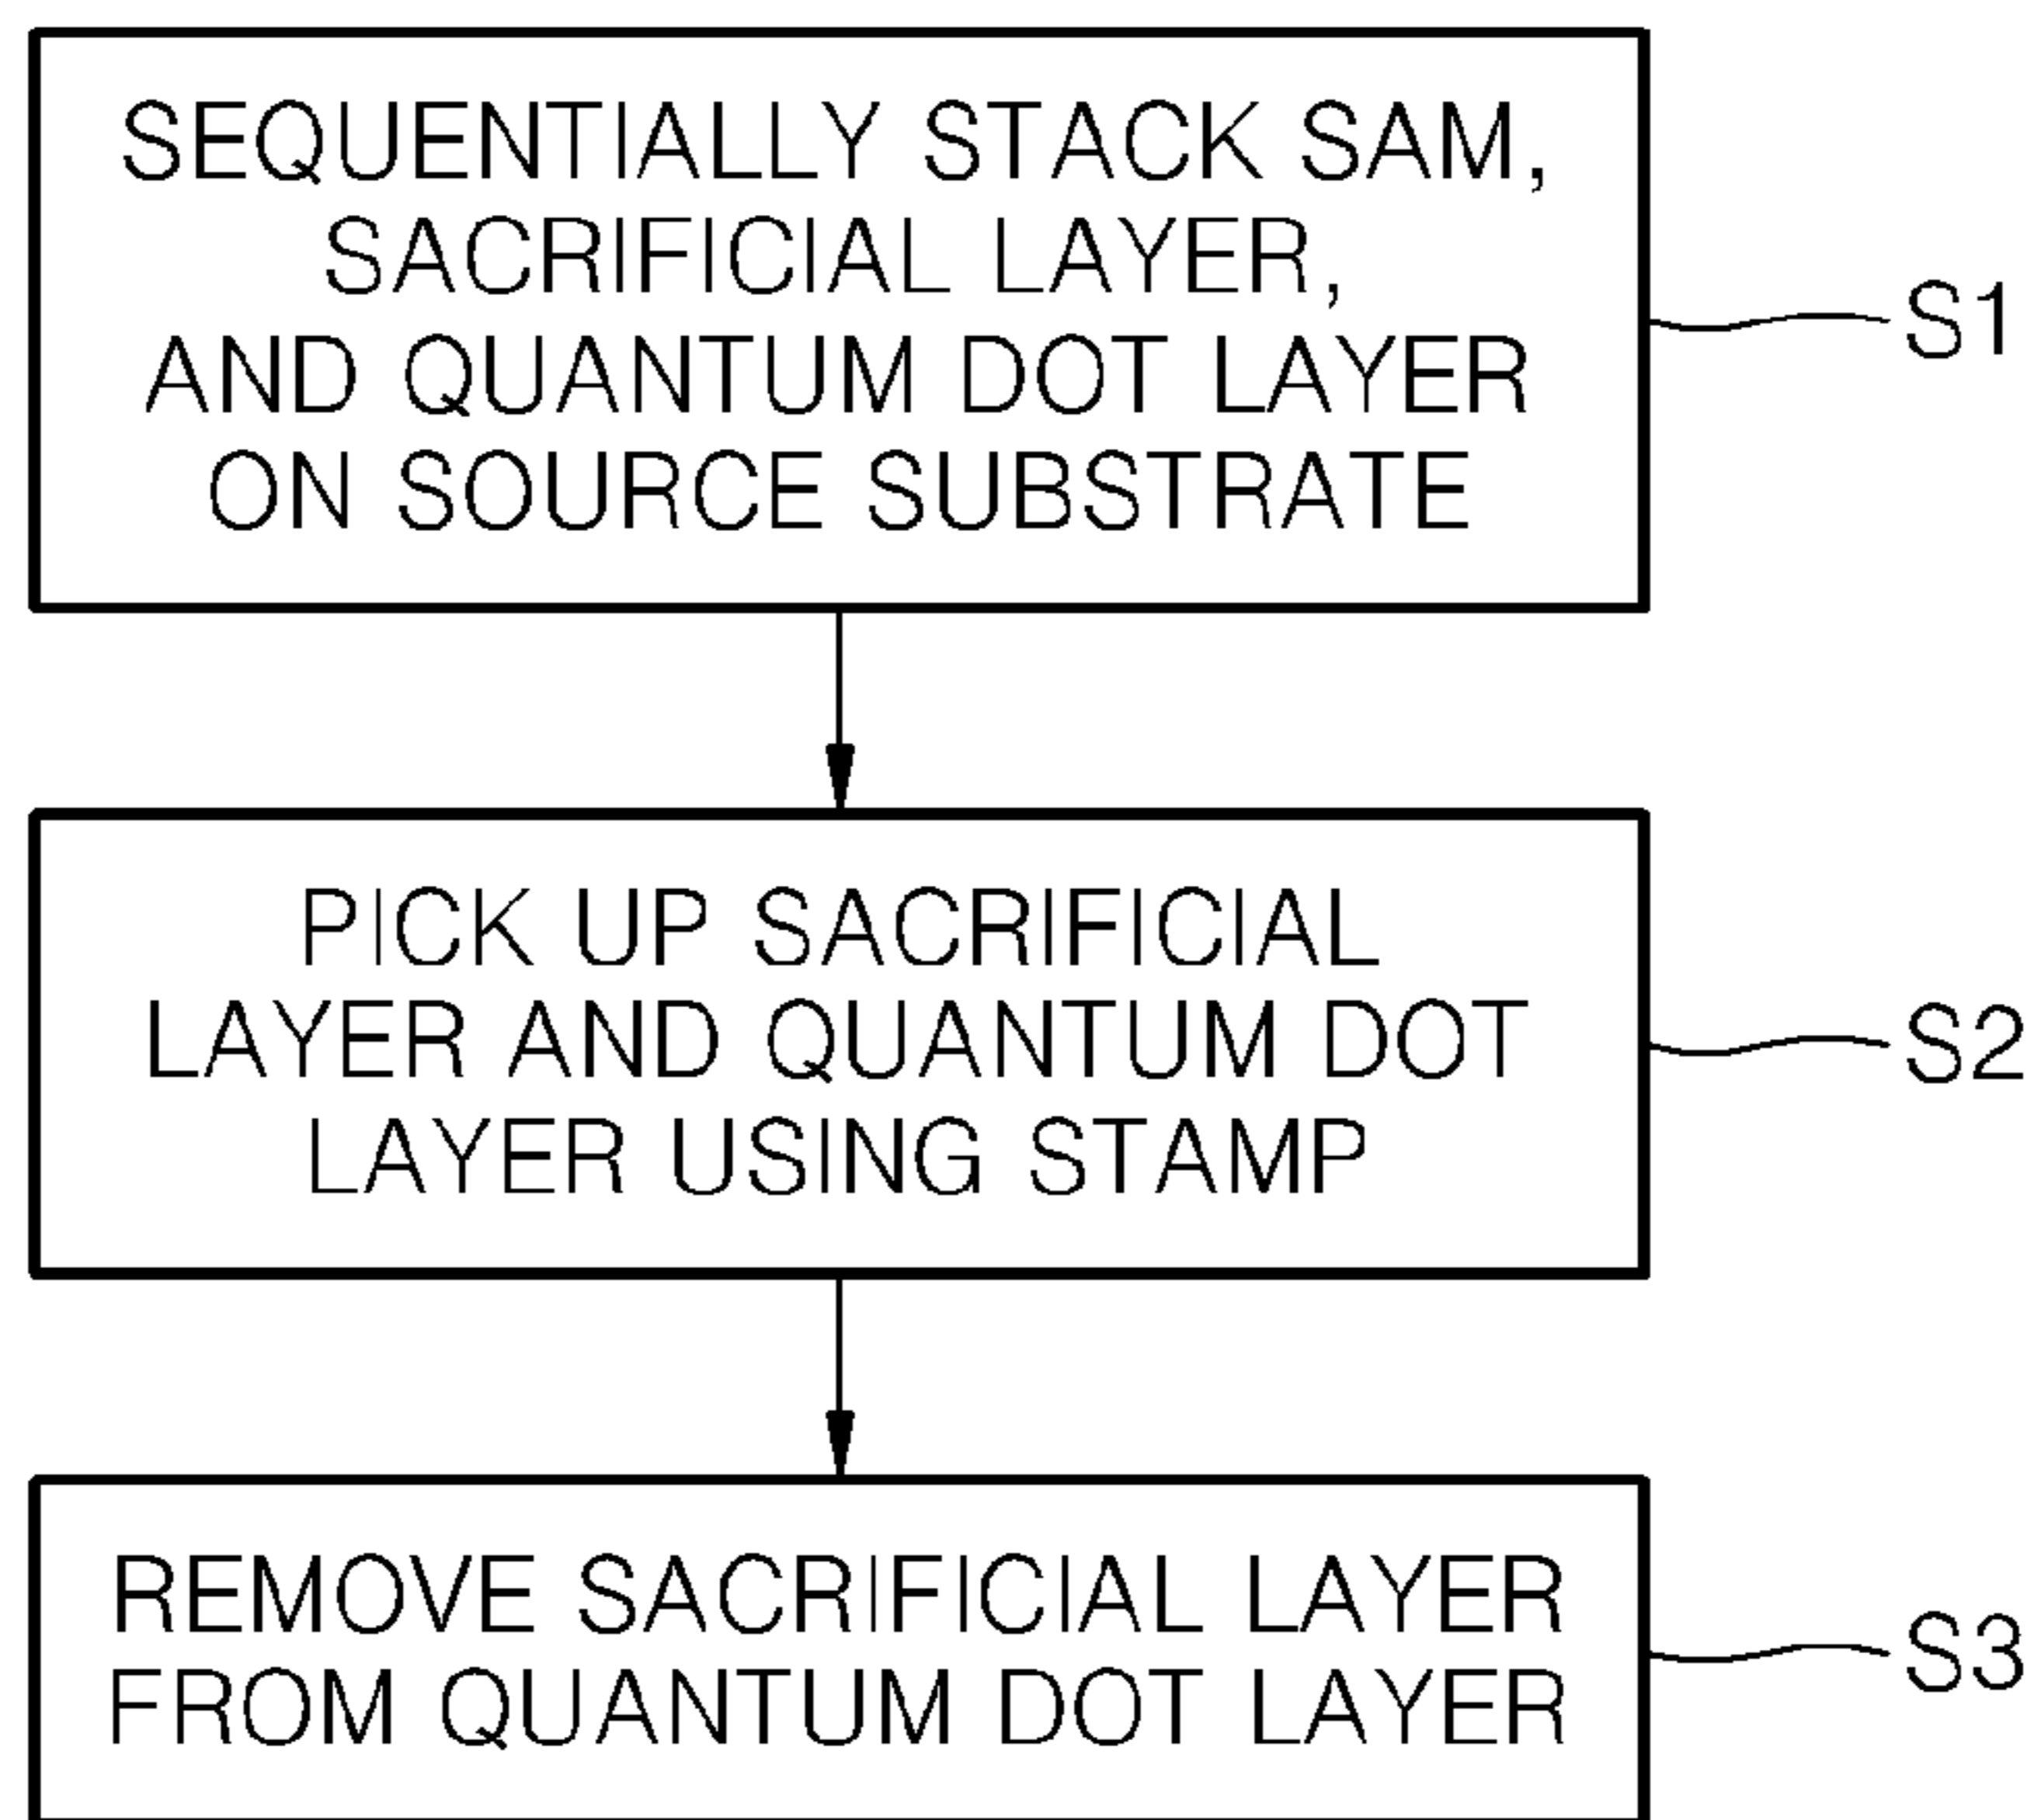 SEQUENTIALLY STACK SAM,
SACRIFICIAL LAYER,
AND QUANTUM DOT LAYER
ON SOURCE SUBSTRATE
S1
PICK UP SACRIFICIAL
LAYER AND QUANTUM DOT
LAYER USING STAMP
S2
REMOVE SACRIFICIAL LAYER
FROM QUANTUM DOT LAYER
S3